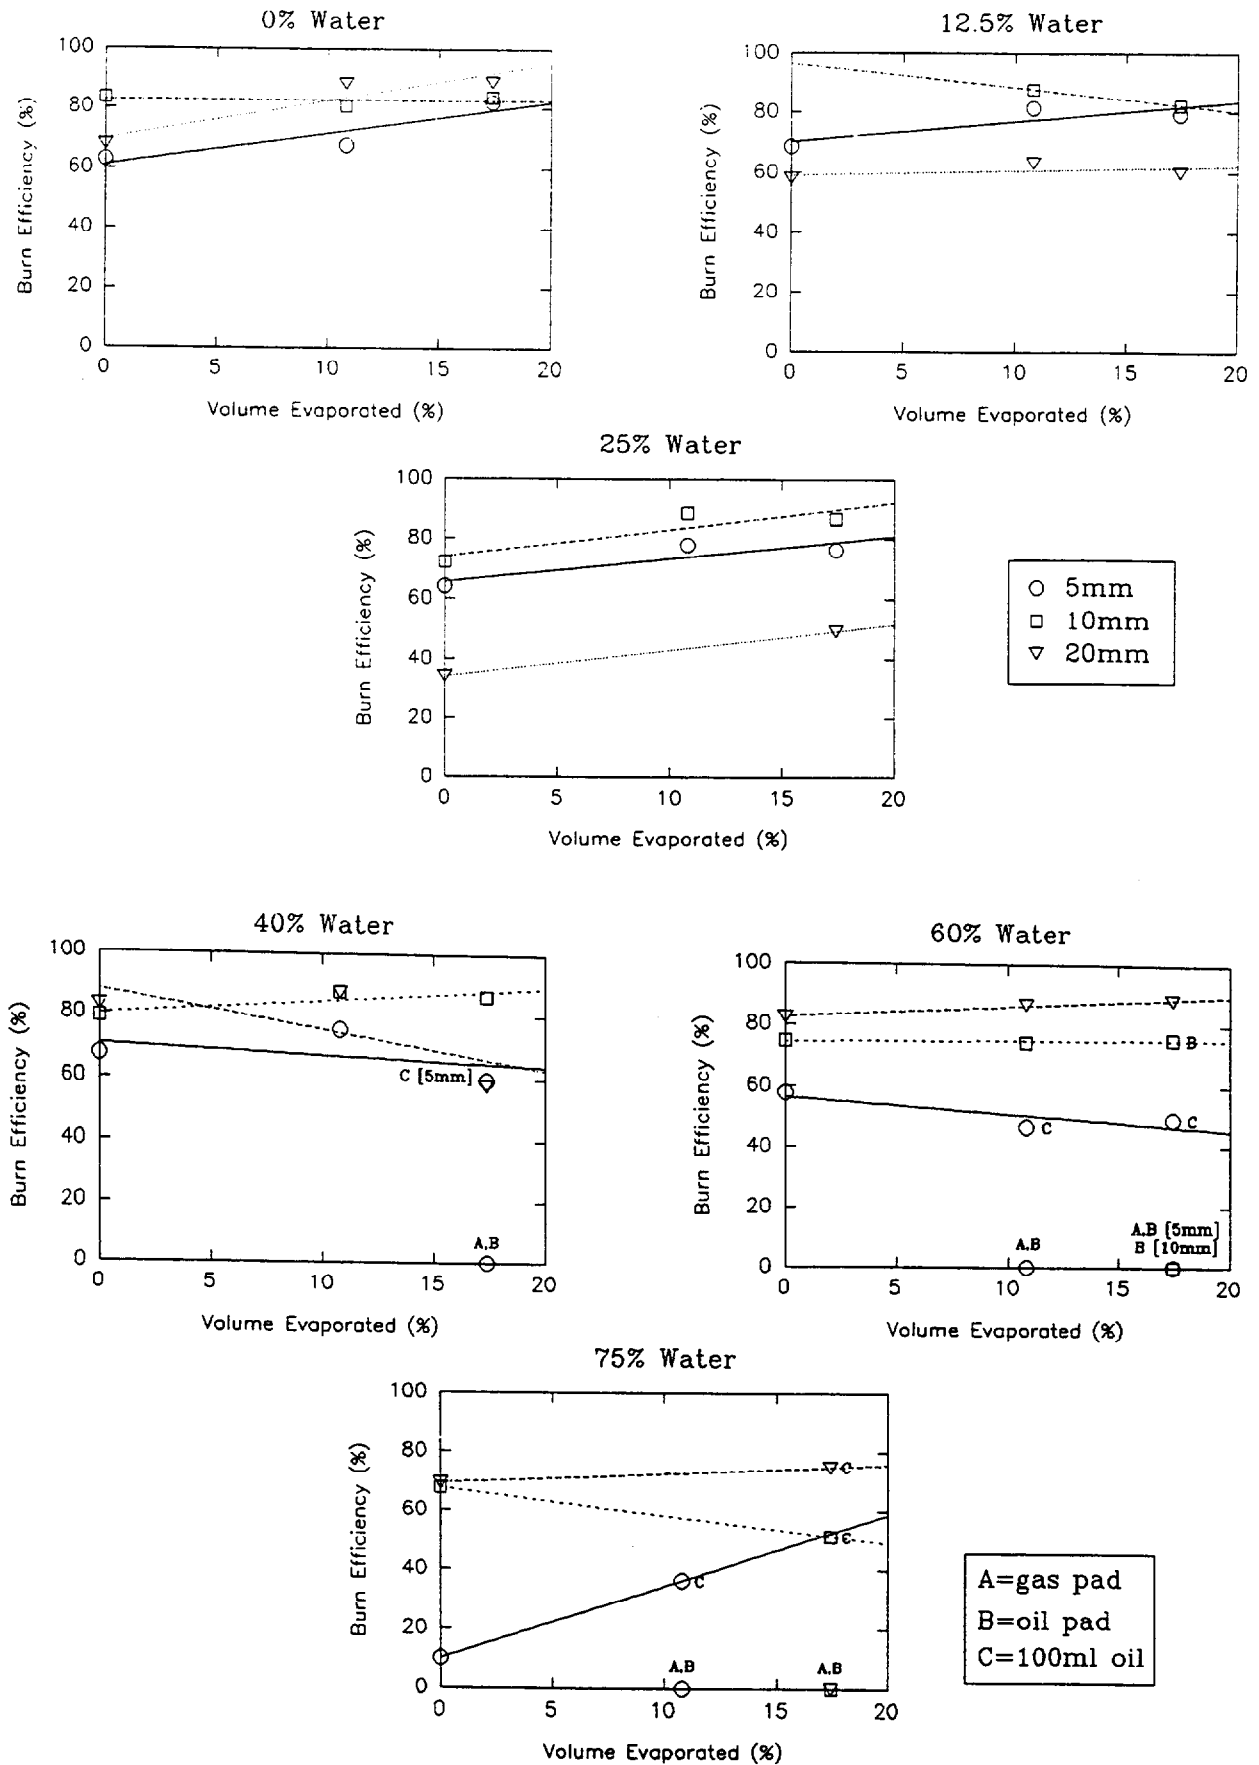 0% Water
100
80
60
40
20
0
Burn Efficiency (%)
0 5 10 15 20
Volume Evaporated (%)
12.5% Water
100
80
60
40
20
0
Burn Efficiency (%)
0 5 10 15 20
Volume Evaporated (%)
25% Water
100
80
60
40
20
0
Burn Efficiency (%)
0 5 10 15 20
Volume Evaporated (%)
5mm
10mm
20mm
40% Water
100
80
60
40
20
0
Burn Efficiency (%)
C [5mm]
A,B
0 5 10 15 20
Volume Evaporated (%)
60% Water
100
80
60
40
20
0
Burn Efficiency (%)
B
C
C
A,B
A,B [5mm]
B [10mm]
0 5 10 15 20
Volume Evaporated (%)
75% Water
100
80
60
40
20
0
Burn Efficiency (%)
C
C
C
A,B
A,B
0 5 10 15 20
Volume Evaporated (%)
A=gas pad
B=oil pad
C=100ml oil